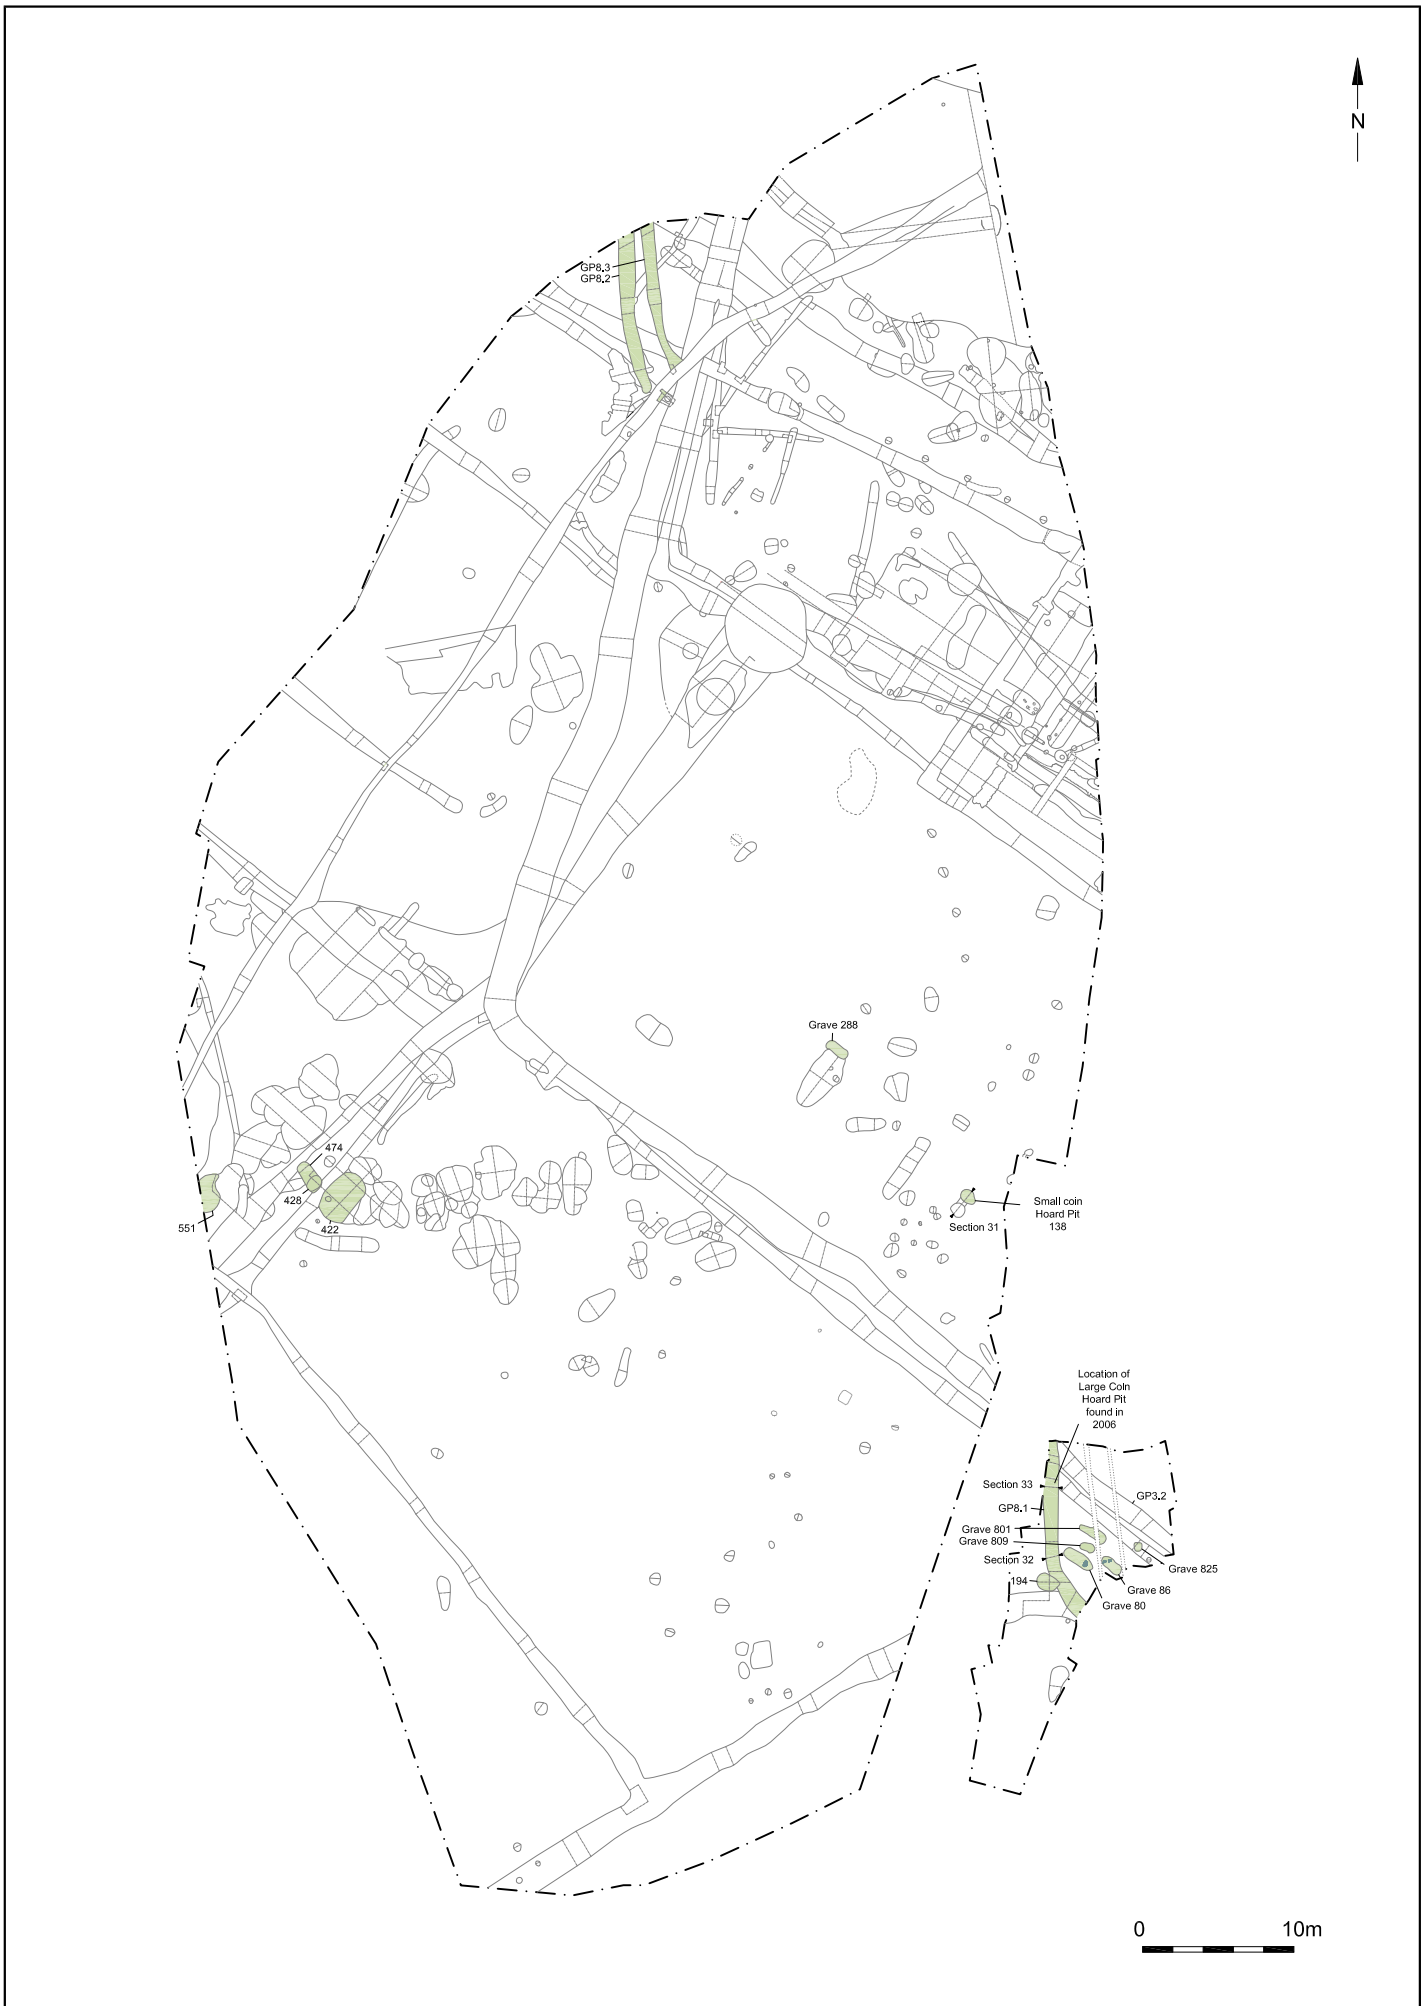 N
GP8.3
GP8.2
Grave 288
474
428
551
422
Small coin
Hoard Pit
138
Section 31
Location of
Large Coln
Hoard Pit
found in
2006
Section 33
GP3.2
GP8.1
Grave 801
Grave 809
Section 32
Grave 825
194
Grave 86
Grave 80
0 10m